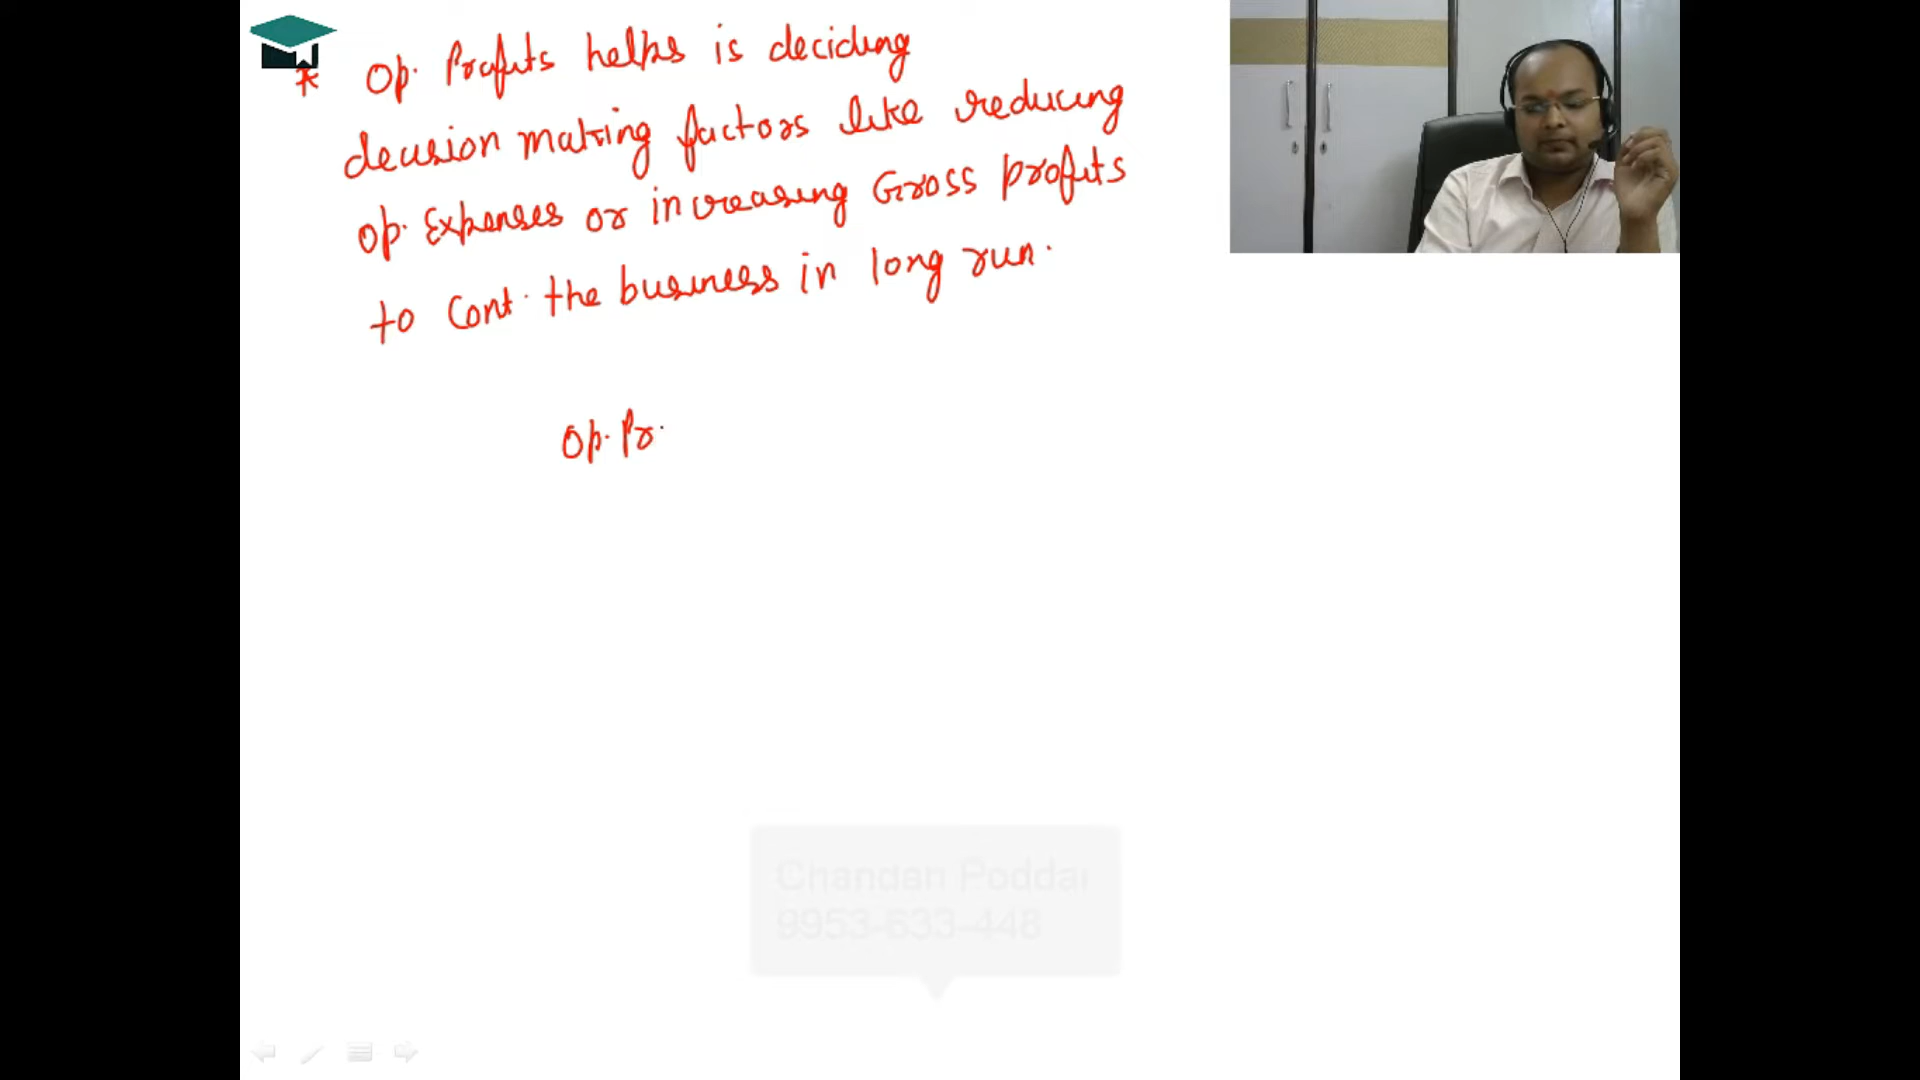 * Op. Profits helps is deciding
decision making factors like reducing
op. Expenses or increasing Gross profits
to Cont. the business in long run.
Op. Pr.
Chandan Poddar
9953-633-448